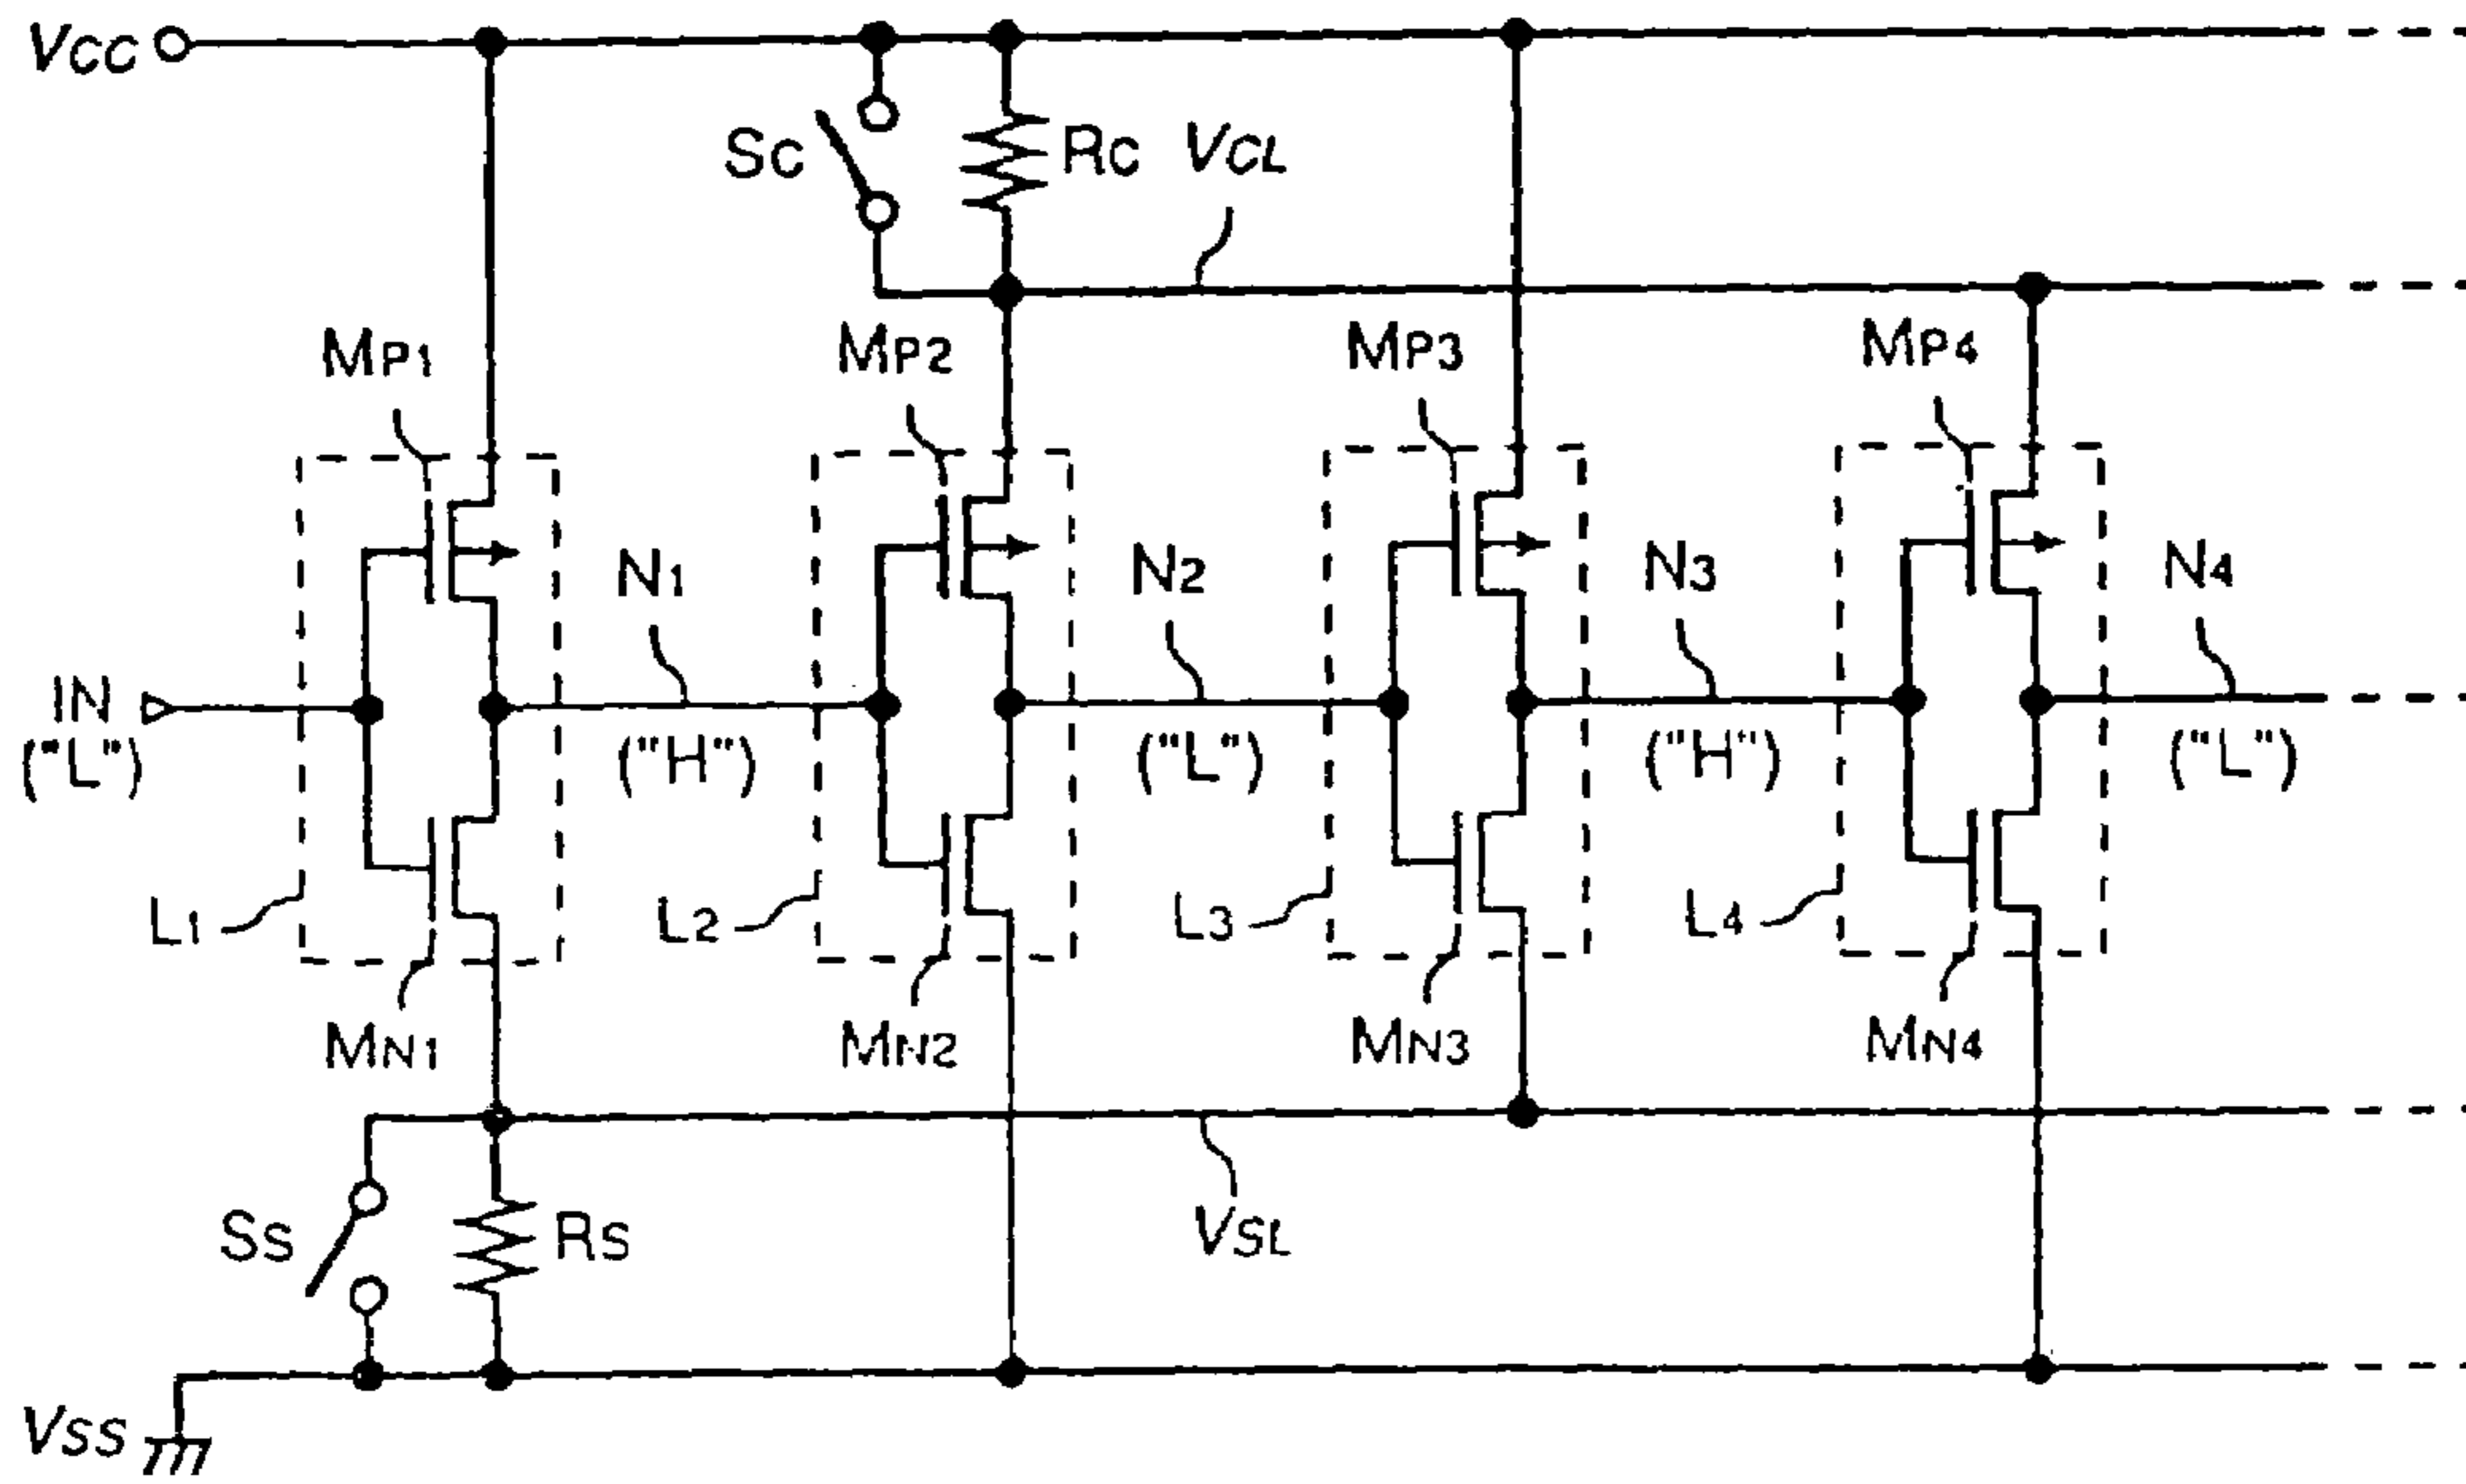 VCC
SC
RC
VCL
MP1
MP2
MP3
MP4
N1
N2
N3
N4
IN
("L")
("H")
("L")
("H")
("L")
L1
L2
L3
L4
MN1
MN2
MN3
MN4
SS
RS
VSL
VSS